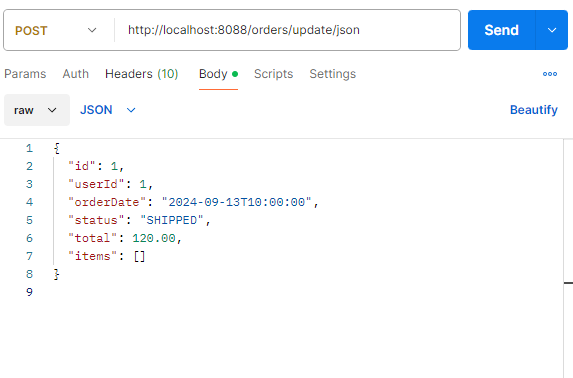 POST http://localhost:8088/orders/update/json Send
Params Auth Headers (10) Body Scripts Settings
raw JSON Beautify
1 {
2 "id": 1,
3 "userId": 1,
4 "orderDate": "2024-09-13T10:00:00",
5 "status": "SHIPPED",
6 "total": 120.00,
7 "items": []
8 }
9